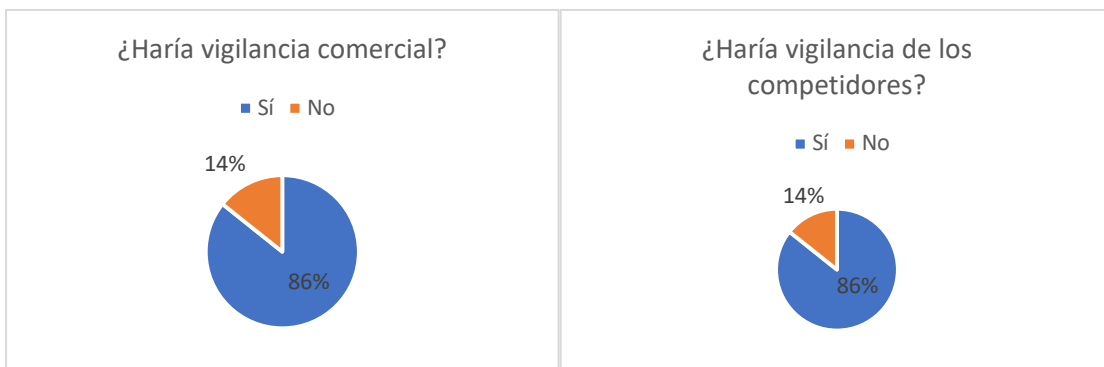 ¿Haría vigilancia comercial?
Sí No
14%
86%
¿Haría vigilancia de los
competidores?
Sí No
14%
86%